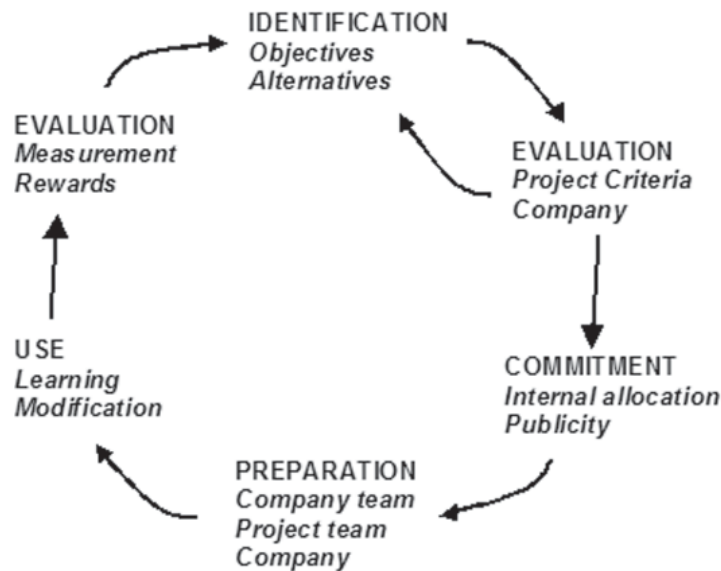 IDENTIFICATION
Objectives
Alternatives
EVALUATION
Project Criteria
Company
COMMITMENT
Internal allocation
Publicity
PREPARATION
Company team
Project team
Company
USE
Learning
Modification
EVALUATION
Measurement
Rewards